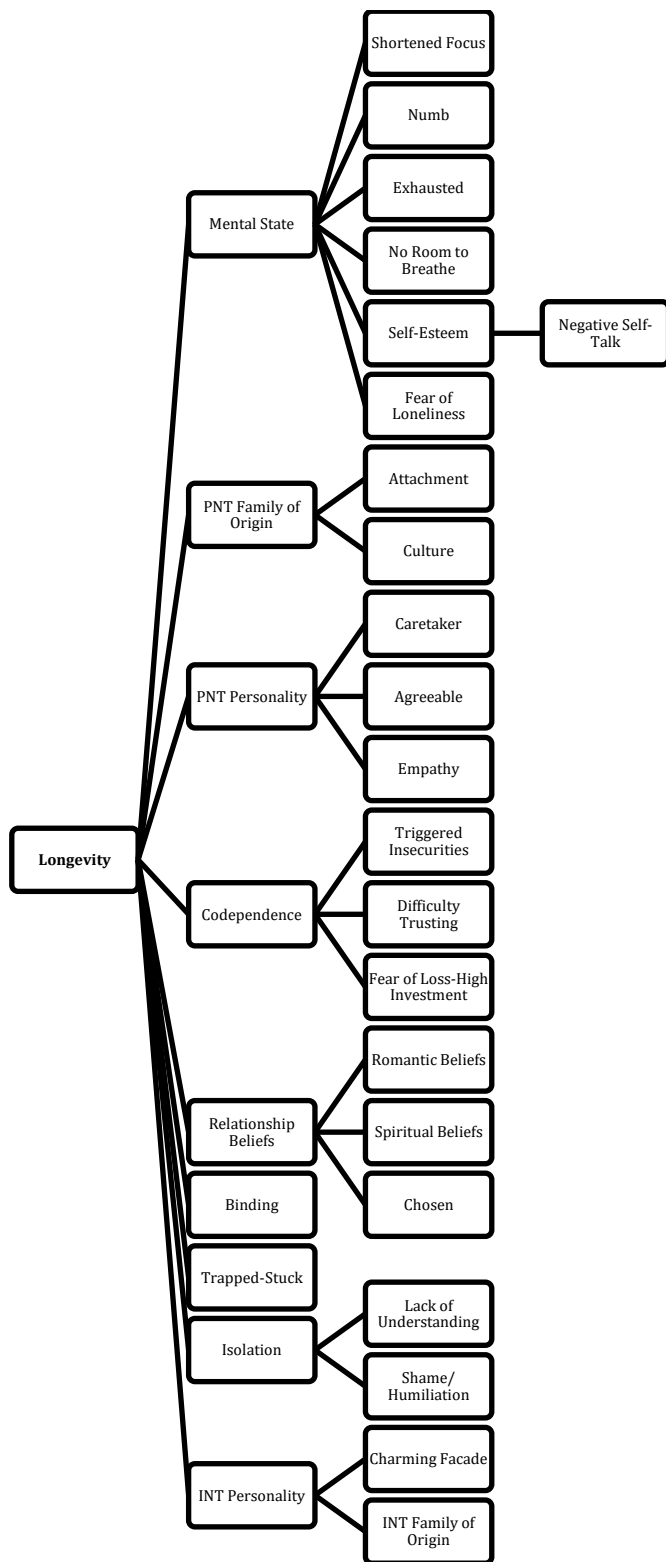 Shortened Focus
Numb
Exhausted
Mental State
No Room to
Breathe
Self-Esteem
Negative Self-
Talk
Fear of
Loneliness
Attachment
PNT Family of
Origin
Culture
Caretaker
PNT Personality
Agreeable
Empathy
Longevity
Triggered
Insecurities
Codependence
Difficulty
Trusting
Fear of Loss-High
Investment
Romantic Beliefs
Relationship
Beliefs
Spiritual Beliefs
Binding
Chosen
Trapped-Stuck
Isolation
Lack of
Understanding
Shame/
Humiliation
INT Personality
Charming Facade
INT Family of
Origin